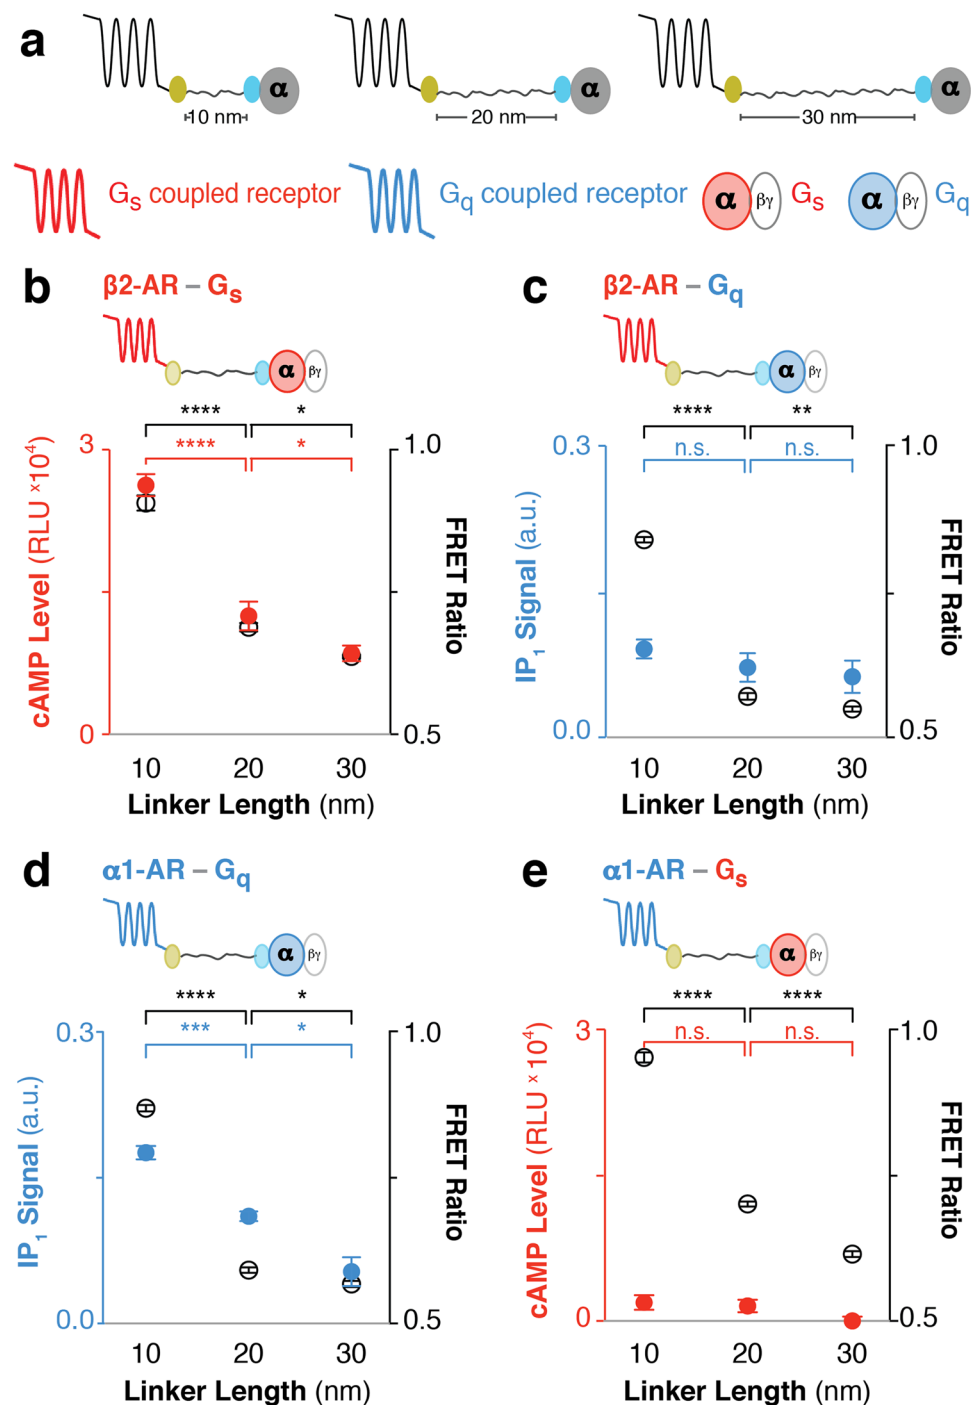 a
α α α
10 nm 20 nm 30 nm
Gs coupled receptor Gq coupled receptor α βγ Gs α βγ Gq
b β2-AR – Gs
α βγ
**** *
**** *
3 1.0
cAMP Level (RLU ×10⁴)
FRET Ratio
0 0.5
10 20 30
Linker Length (nm)
c β2-AR – Gq
α βγ
**** **
n.s. n.s.
0.3 1.0
IP₁ Signal (a.u.)
FRET Ratio
0.0 0.5
10 20 30
Linker Length (nm)
d α1-AR – Gq
α βγ
**** *
*** *
0.3 1.0
IP₁ Signal (a.u.)
FRET Ratio
0.0 0.5
10 20 30
Linker Length (nm)
e α1-AR – Gs
α βγ
**** ****
n.s. n.s.
3 1.0
cAMP Level (RLU ×10⁴)
FRET Ratio
0 0.5
10 20 30
Linker Length (nm)